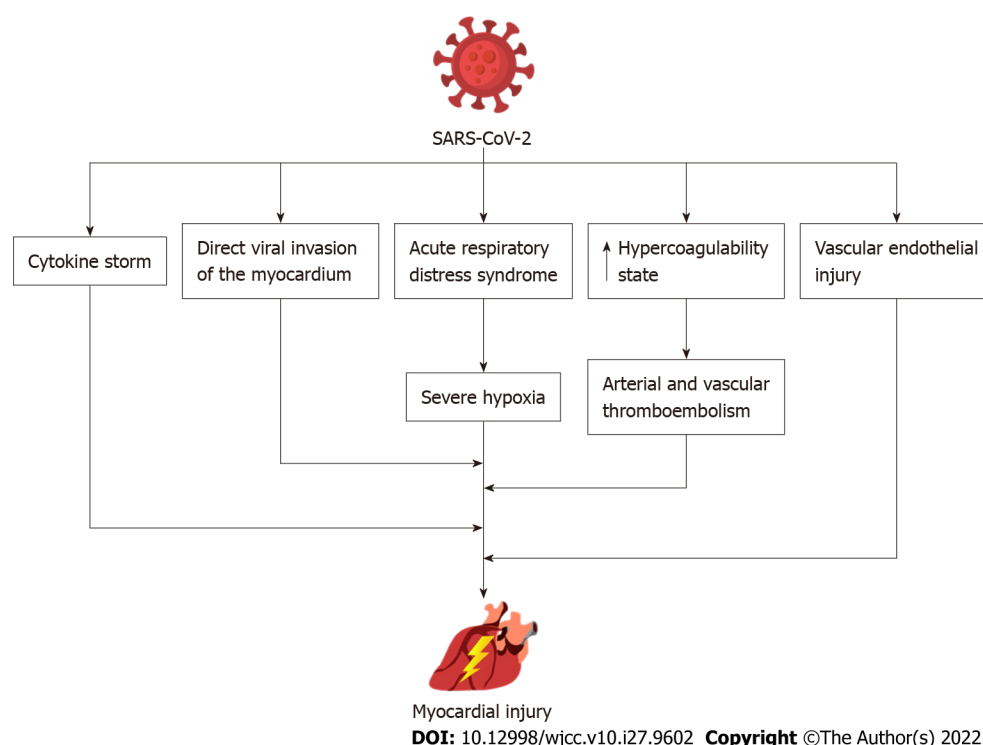 SARS-CoV-2
Cytokine storm
Direct viral invasion
of the myocardium
Acute respiratory
distress syndrome
Hypercoagulability
state
Vascular endothelial
injury
Severe hypoxia
Arterial and vascular
thromboembolism
Myocardial injury
DOI: 10.12998/wjcc.v10.i27.9602 Copyright ©The Author(s) 2022